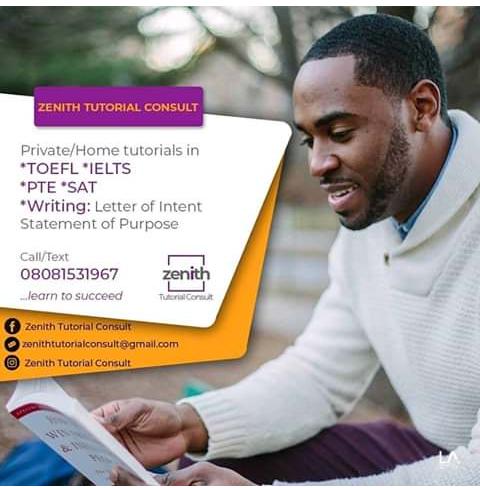 ZENITH TUTORIAL CONSULT
Private/Home tutorials in
*TOEFL *IELTS
*PTE *SAT
*Writing: Letter of Intent
Statement of Purpose
Call/Text
08081531967
...learn to succeed
zenith
Tutorial Consult
Zenith Tutorial Consult
zenithtutorialconsult@gmail.com
Zenith Tutorial Consult
WIN
LA